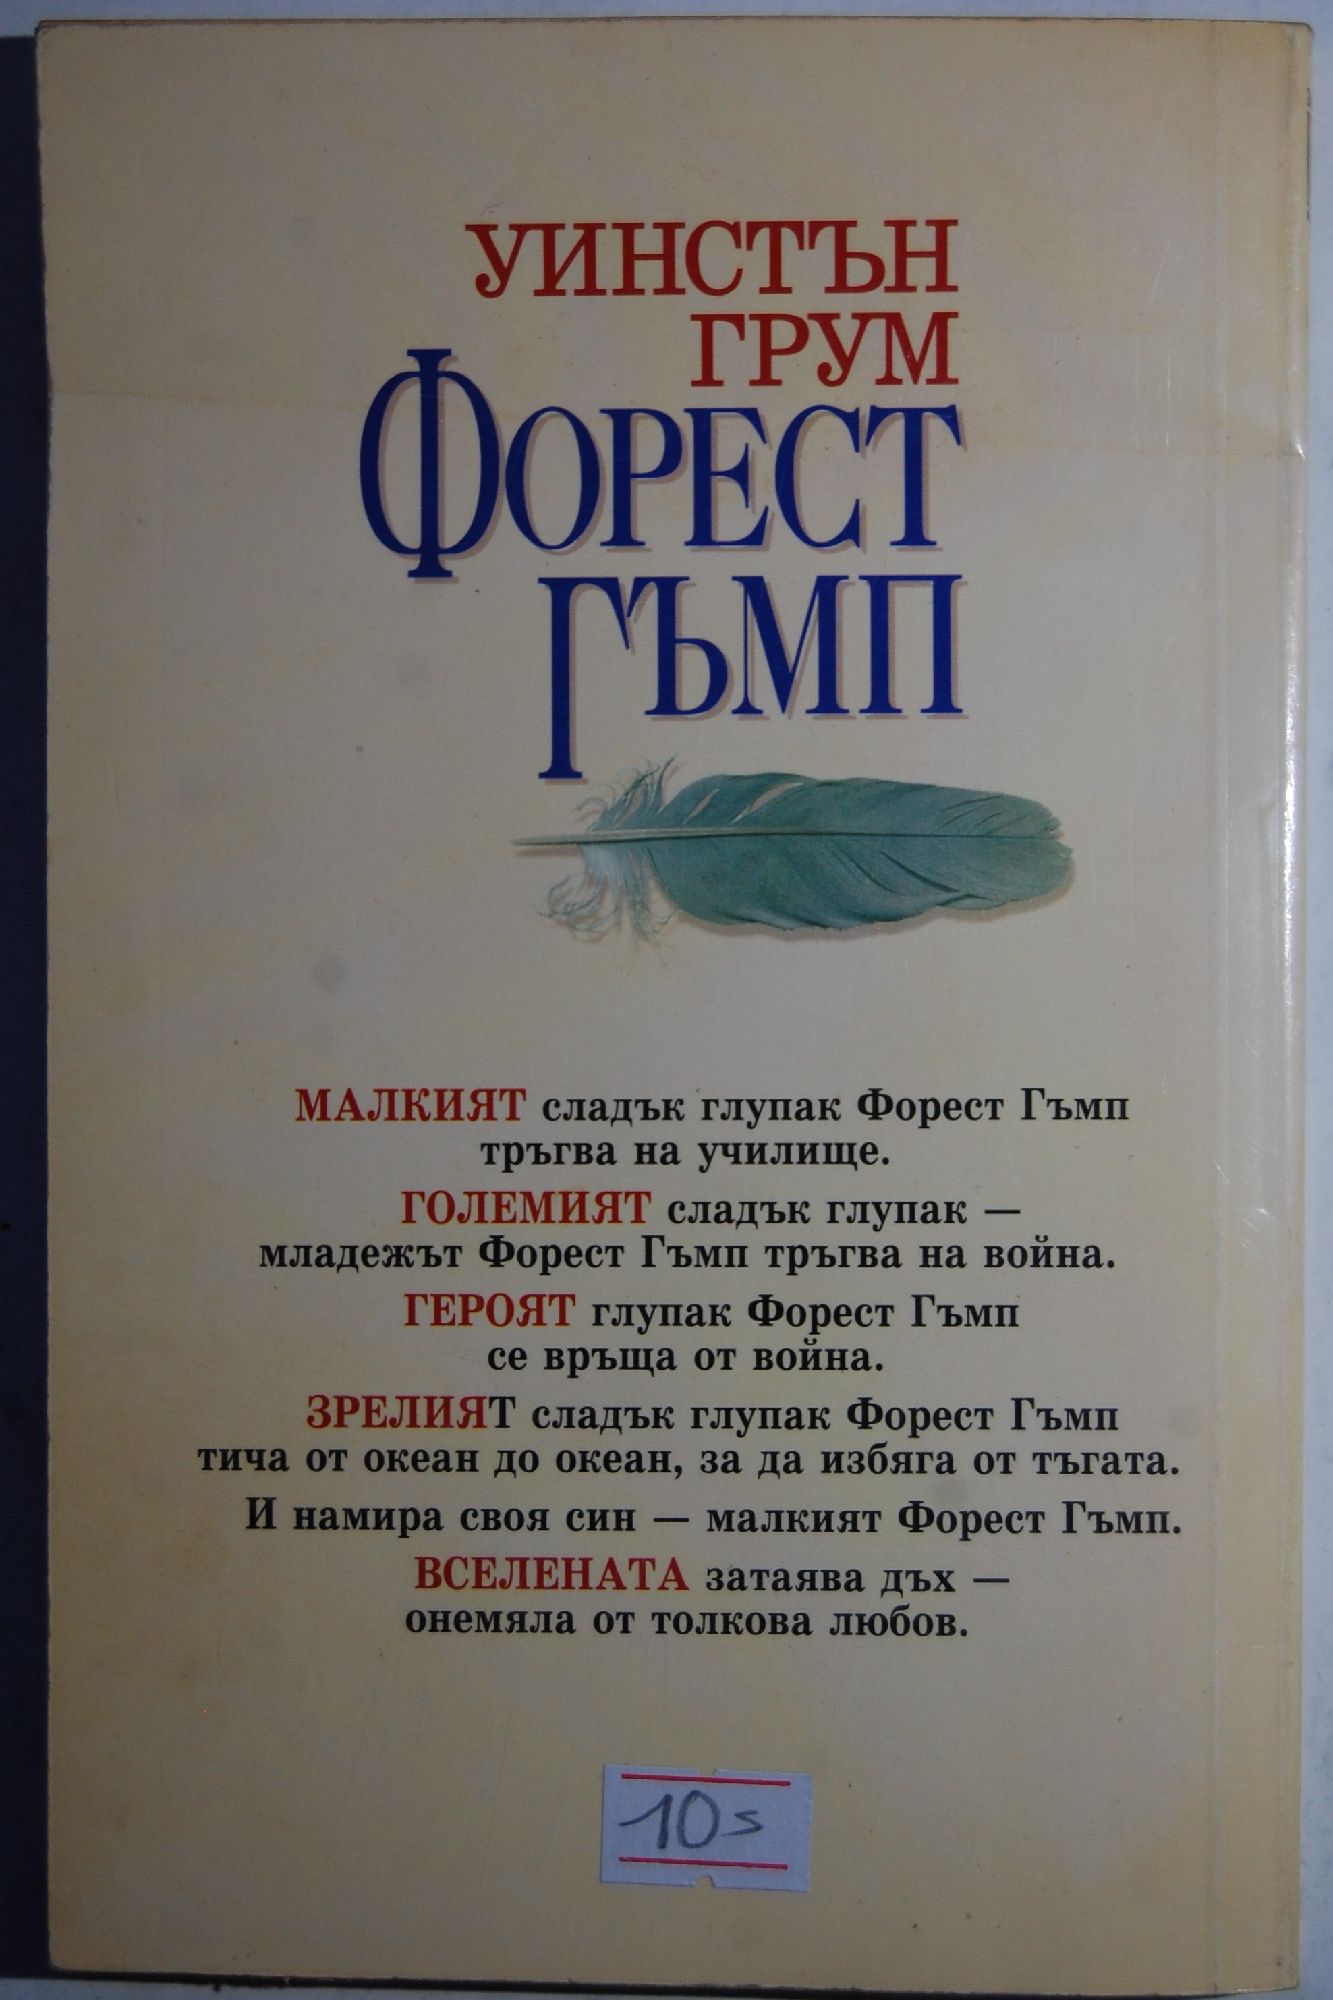 УИНСТЪН
ГРУМ
ФОРЕСТ
ГЪМП
МАЛКИЯТ сладък глупак Форест Гъмп
тръгва на училище.
ГОЛЕМИЯТ сладък глупак —
младежът Форест Гъмп тръгва на война.
ГЕРОЯТ глупак Форест Гъмп
се връща от война.
ЗРЕЛИЯТ сладък глупак Форест Гъмп
тича от океан до океан, за да избяга от тъгата.
И намира своя син — малкият Форест Гъмп.
ВСЕЛЕНАТА затаява дъх —
онемяла от толкова любов.
10s